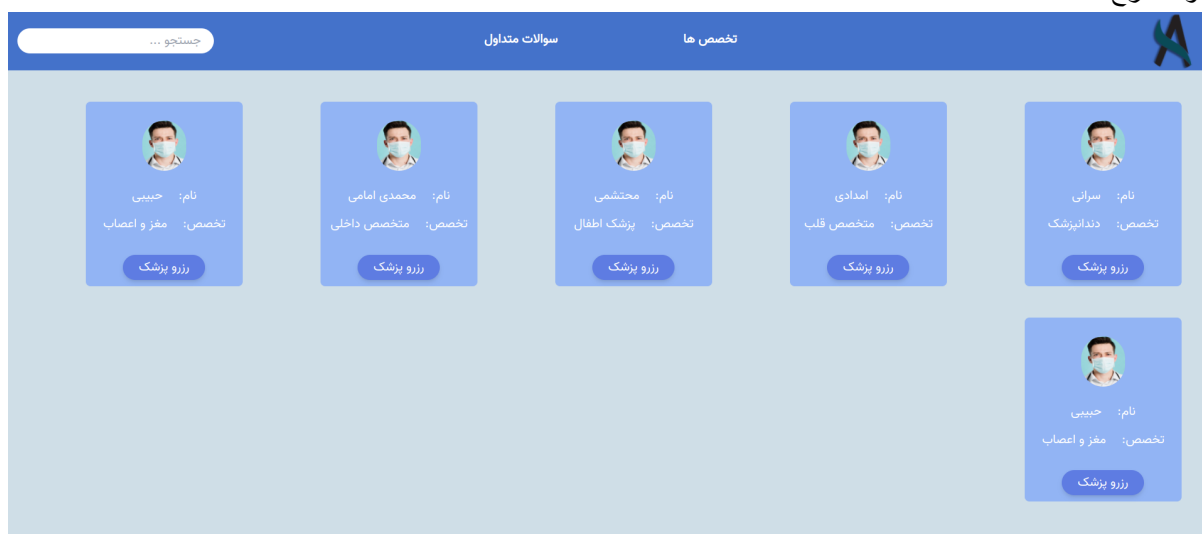 تخصص ها
سوالات متداول
جستجو ...
نام: سرانی
تخصص: دندانپزشک
رزرو پزشک
نام: امدادی
تخصص: متخصص قلب
رزرو پزشک
نام: محتشمی
تخصص: پزشک اطفال
رزرو پزشک
نام: محمدی امامی
تخصص: متخصص داخلی
رزرو پزشک
نام: حبیبی
تخصص: مغز و اعصاب
رزرو پزشک
نام: حبیبی
تخصص: مغز و اعصاب
رزرو پزشک